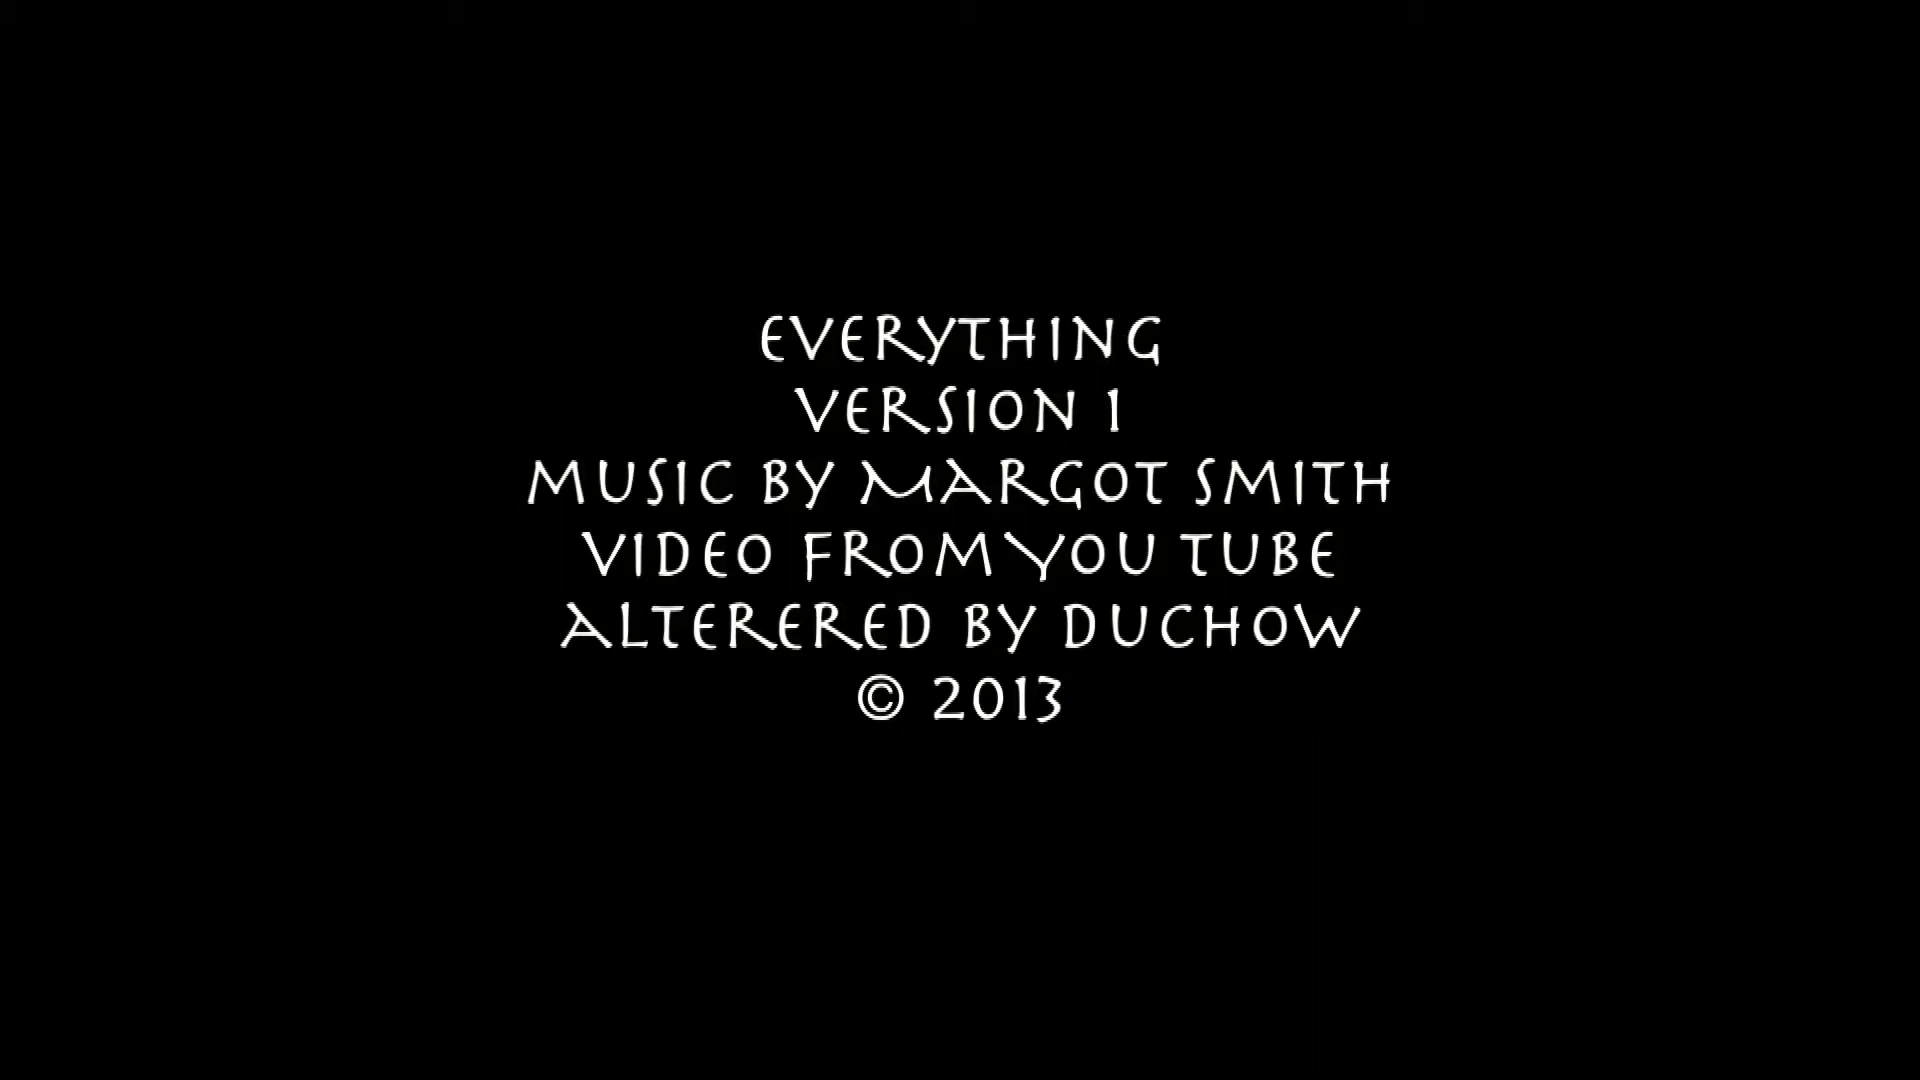 Everything
Version 1
Music by Margot Smith
Video from You Tube
Alterered by Duchow
© 2013